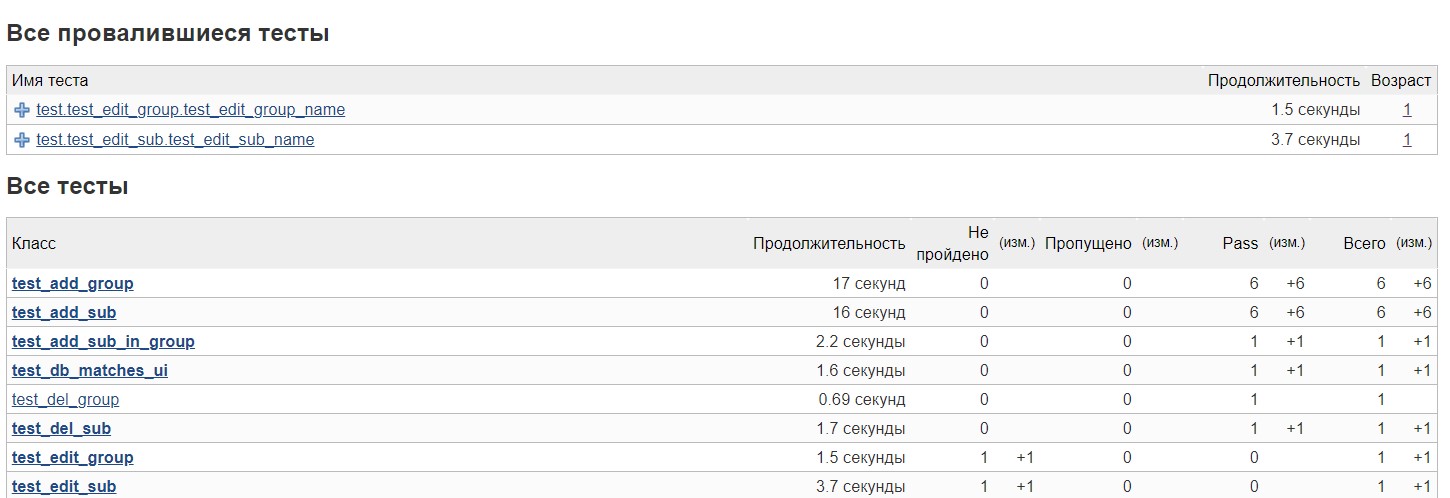 Все провалившиеся тесты
Имя теста Продолжительность Возраст
test.test_edit_group.test_edit_group_name 1.5 секунды 1
test.test_edit_sub.test_edit_sub_name 3.7 секунды 1
Все тесты
Класс Продолжительность Не пройдено (изм.) Пропущено (изм.) Pass (изм.) Всего (изм.)
test_add_group 17 секунд 0 0 6 +6 6 +6
test_add_sub 16 секунд 0 0 6 +6 6 +6
test_add_sub_in_group 2.2 секунды 0 0 1 +1 1 +1
test_db_matches_ui 1.6 секунды 0 0 1 +1 1 +1
test_del_group 0.69 секунд 0 0 1 1
test_del_sub 1.7 секунды 0 0 1 +1 1 +1
test_edit_group 1.5 секунды 1 +1 0 0 1 +1
test_edit_sub 3.7 секунды 1 +1 0 0 1 +1